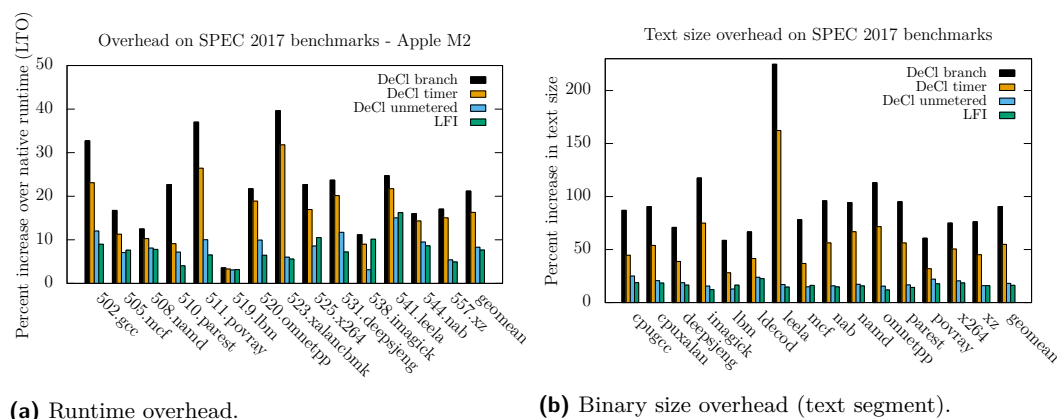 Overhead on SPEC 2017 benchmarks - Apple M2
Percent increase over native runtime (LTO)
50
40
30
20
10
0
DeCl branch
DeCl timer
DeCl unmetered
LFI
502.gcc
505.mcf
508.namd
510.parest
511.povray
519.lbm
520.omnetpp
523.xalancbmk
525.x264
531.deepsjeng
538.imagick
541.leela
544.nab
557.xz
geomean
(a) Runtime overhead.
Text size overhead on SPEC 2017 benchmarks
Percent increase in text size
200
150
100
50
0
DeCl branch
DeCl timer
DeCl unmetered
LFI
cpugcc
cpuxalan
deepsjeng
imagick
lbm
ldecod
leela
mcf
nab
namd
omnetpp
parest
povray
x264
xz
geomean
(b) Binary size overhead (text segment).